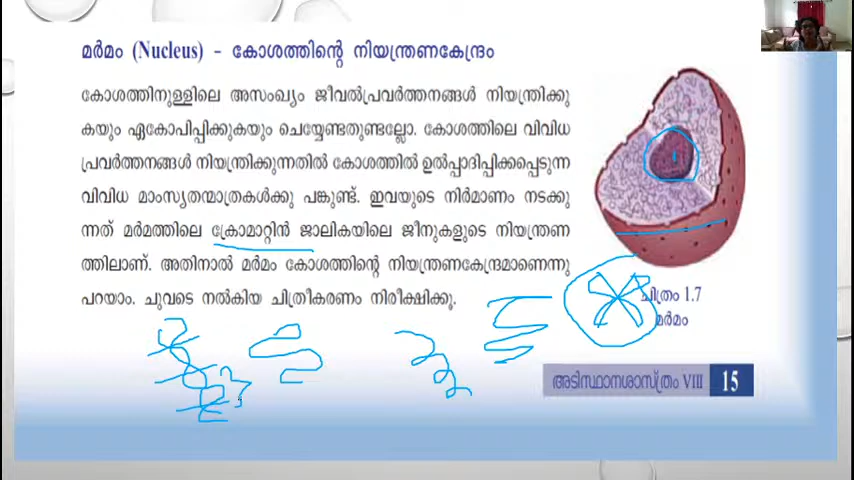 മർമം (Nucleus) - കോശത്തിന്റെ നിയന്ത്രണകേന്ദ്രം
കോശത്തിനുള്ളിലെ അസംഖ്യം ജീവൽപ്രവർത്തനങ്ങൾ നിയന്ത്രിക്കു
കയും ഏകോപിപ്പിക്കുകയും ചെയ്യേണ്ടതുണ്ടല്ലോ. കോശത്തിലെ വിവിധ
പ്രവർത്തനങ്ങൾ നിയന്ത്രിക്കുന്നതിൽ കോശത്തിൽ ഉൽപ്പാദിപ്പിക്കപ്പെടുന്ന
വിവിധ മാംസ്യതന്മാത്രകൾക്കു പങ്കുണ്ട്. ഇവയുടെ നിർമാണം നടക്കു
ന്നത് മർമത്തിലെ ക്രോമാറ്റിൻ ജാലികയിലെ ജീനുകളുടെ നിയന്ത്രണ
ത്തിലാണ്. അതിനാൽ മർമം കോശത്തിന്റെ നിയന്ത്രണകേന്ദ്രമാണെന്നു
പറയാം. ചുവടെ നൽകിയ ചിത്രീകരണം നിരീക്ഷിക്കൂ.
ചിത്രം 1.7
മർമം
അടിസ്ഥാനശാസ്ത്രം VIII 15